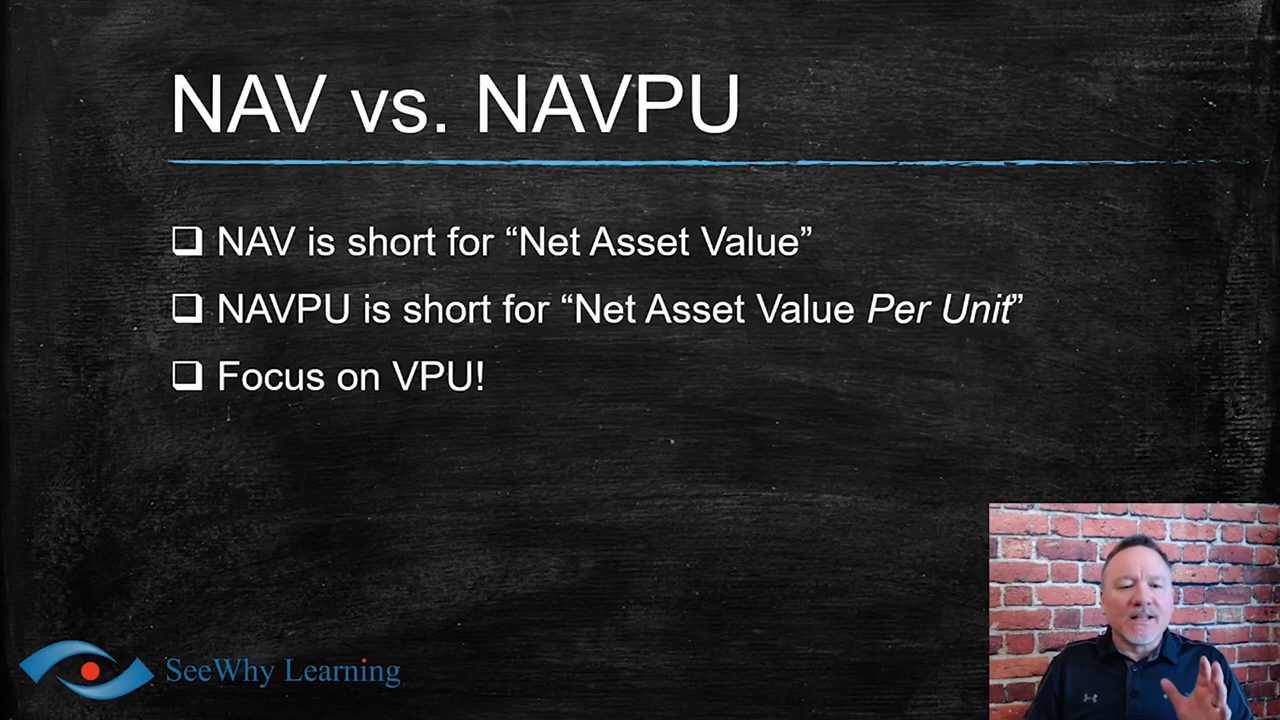 NAV vs. NAVPU
❑ NAV is short for “Net Asset Value”
❑ NAVPU is short for “Net Asset Value Per Unit”
❑ Focus on VPU!
SeeWhy Learning